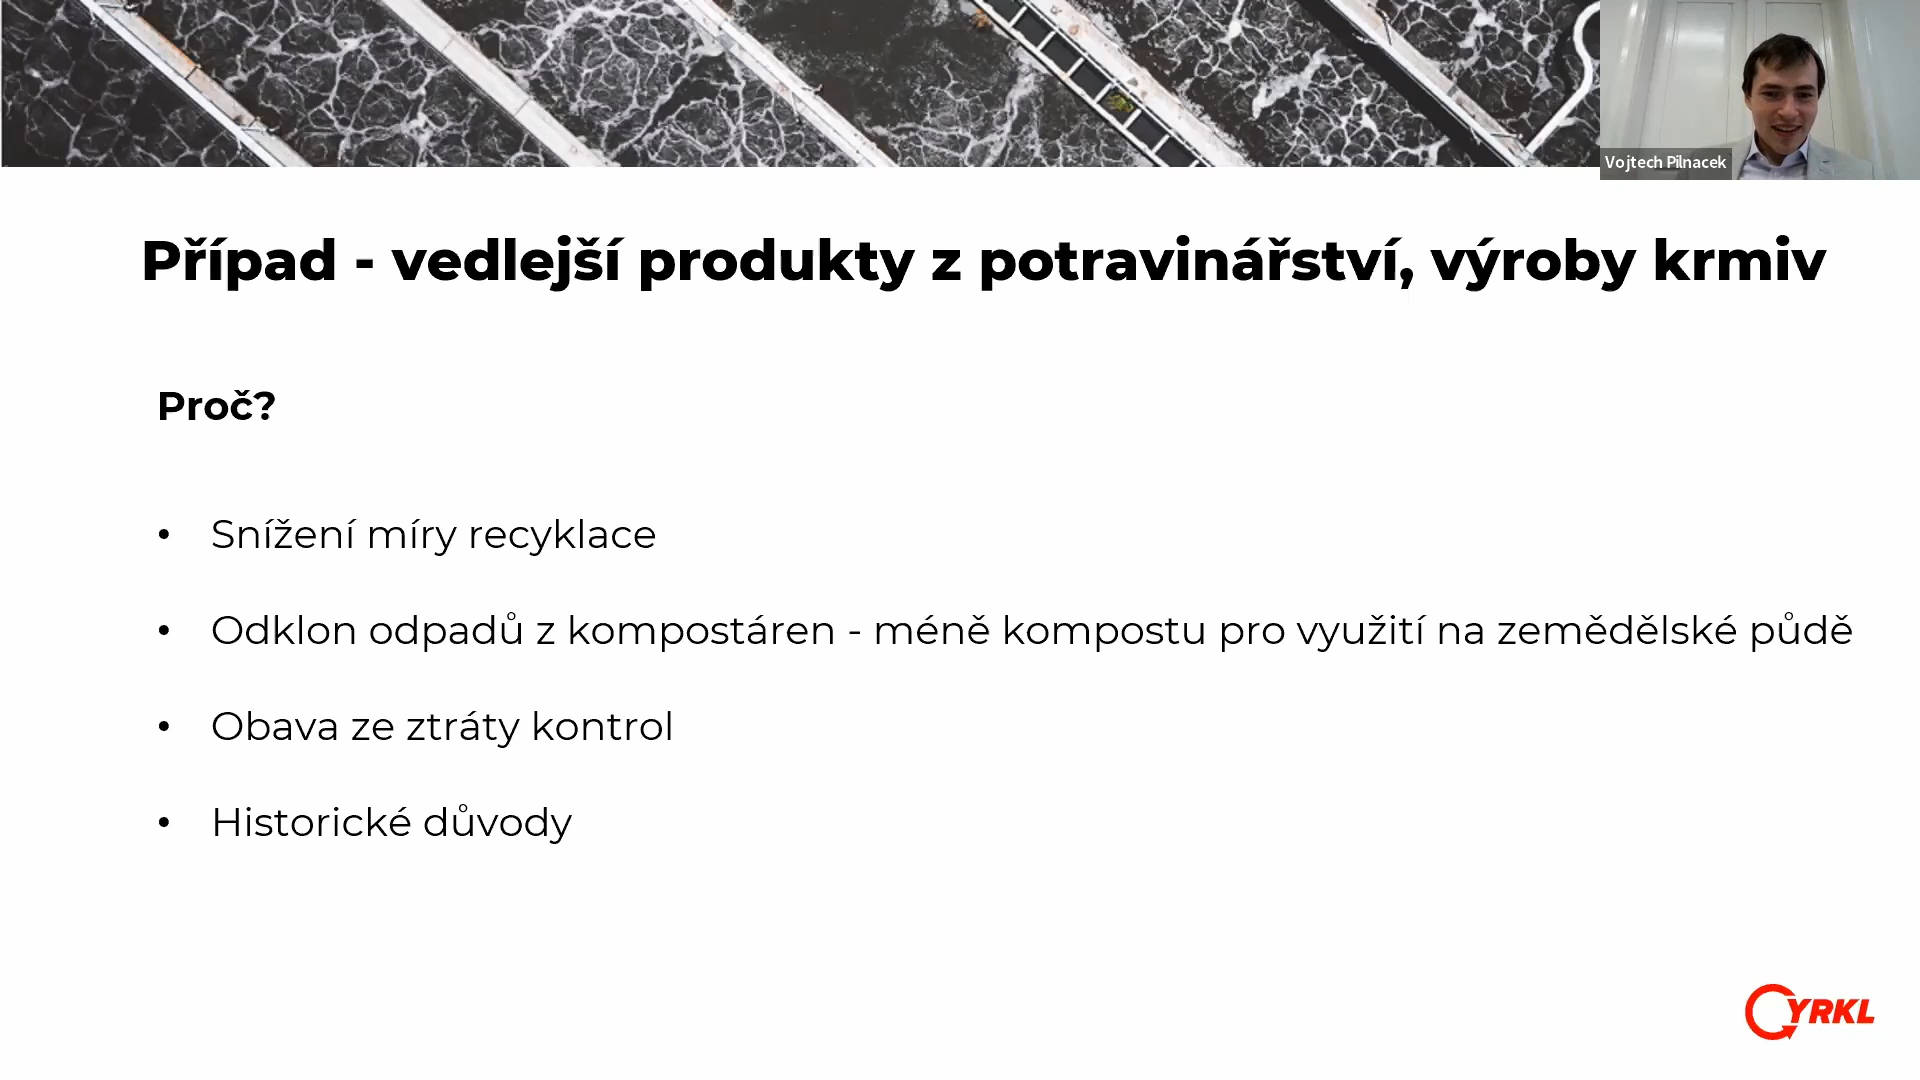 Vojtech Pilnacek
Případ - vedlejší produkty z potravinářství, výroby krmiv
Proč?
• Snížení míry recyklace
• Odklon odpadů z kompostáren - méně kompostu pro využití na zemědělské půdě
• Obava ze ztráty kontrol
• Historické důvody
CYRKL